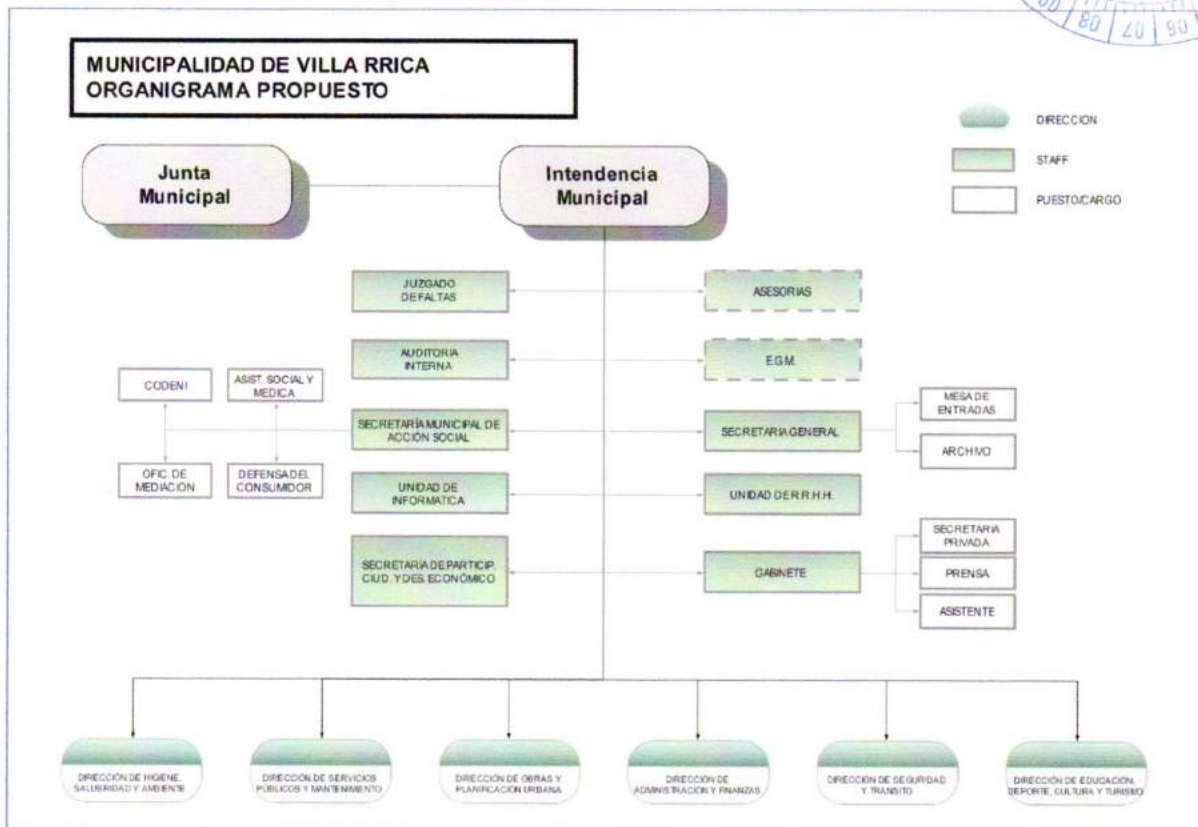 MUNICIPALIDAD DE VILLA RRICA
ORGANIGRAMA PROPUESTO
DIRECCION
STAFF
PUESTO/CARGO
Junta
Municipal
Intendencia
Municipal
JUZGADO
DE FALTAS
ASESORIAS
AUDITORIA
INTERNA
E.G.M.
CODENI
ASIST. SOCIAL Y
MEDICA
SECRETARÍA MUNICIPAL DE
ACCIÓN SOCIAL
SECRETARIA GENERAL
MESA DE
ENTRADAS
ARCHIVO
OFIC. DE
MEDIACION
DEFENSA DEL
CONSUMIDOR
UNIDAD DE
INFORMATICA
UNIDAD DE R.R.H.H.
SECRETARÍA DE PARTICIP.
CIUD. Y DES. ECONÓMICO
GABINETE
SECRETARIA
PRIVADA
PRENSA
ASISTENTE
DIRECCIÓN DE HIGIENE,
SALUBRIDAD Y AMBIENTE
DIRECCIÓN DE SERVICIOS
PÚBLICOS Y MANTENIMIENTO
DIRECCIÓN DE OBRAS Y
PLANIFICACIÓN URBANA
DIRECCIÓN DE
ADMINISTRACIÓN Y FINANZAS
DIRECCIÓN DE SEGURIDAD
Y TRANSITO
DIRECCIÓN DE EDUCACIÓN,
DEPORTE, CULTURA Y TURISMO
08
07
06